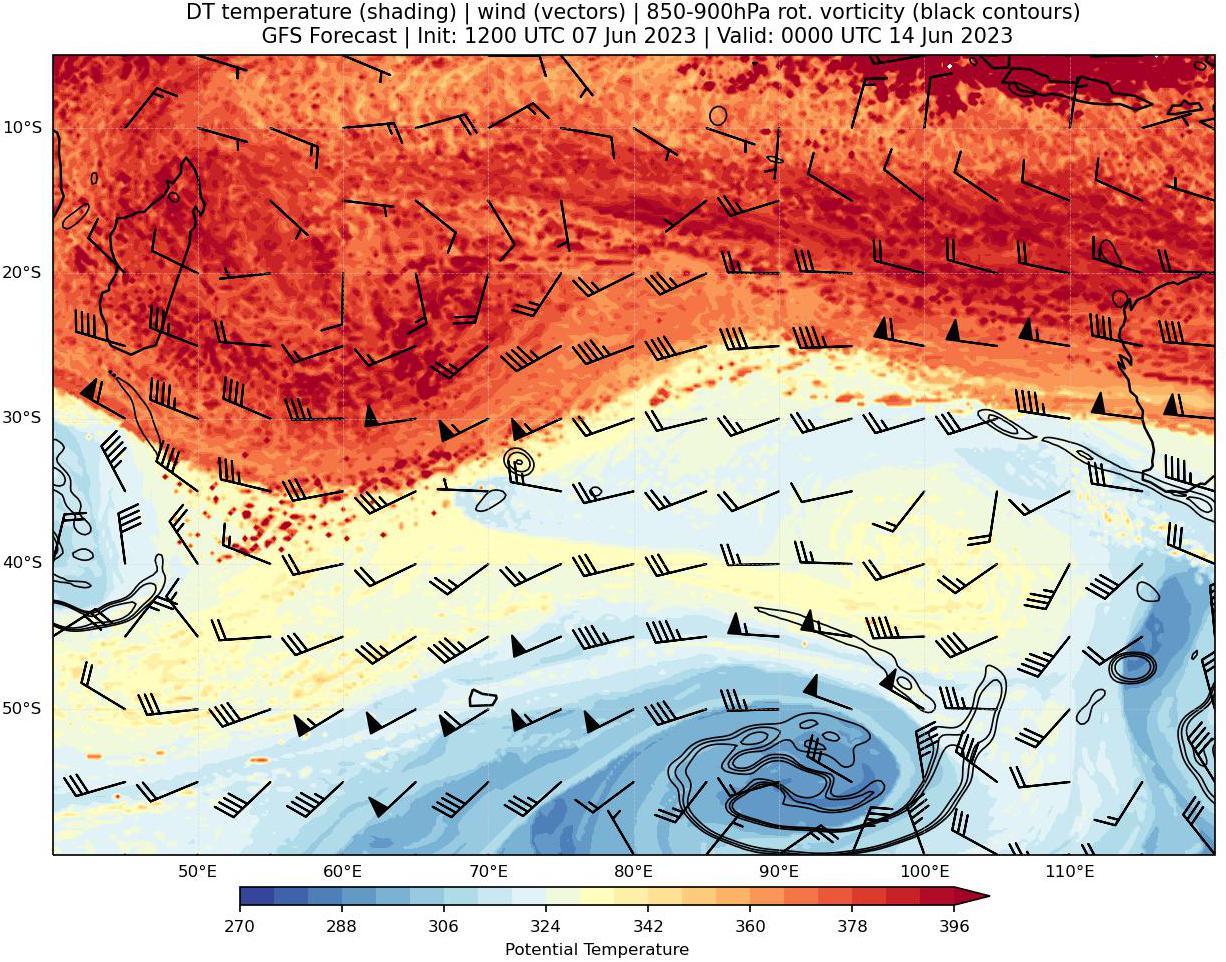 DT temperature (shading) | wind (vectors) | 850-900hPa rot. vorticity (black contours)
GFS Forecast | Init: 1200 UTC 07 Jun 2023 | Valid: 0000 UTC 14 Jun 2023
10°S
20°S
30°S
40°S
50°S
50°E 60°E 70°E 80°E 90°E 100°E 110°E
270 288 306 324 342 360 378 396
Potential Temperature